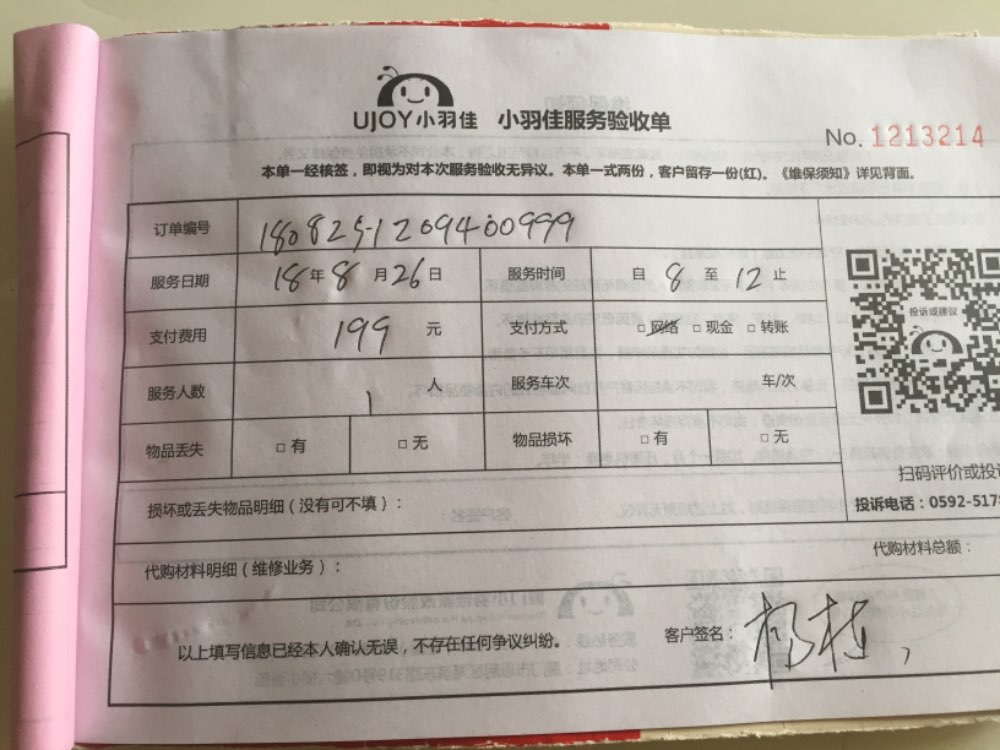 UJOY小羽佳 小羽佳服务验收单
No. 1213214
本单一经核签，即视为对本次服务验收无异议。本单一式两份，客户留存一份(红)。《维保须知》详见背面。
订单编号 180825-1209400999
服务日期 18年8月26日 服务时间 自8至12止
支付费用 199元 支付方式 □网络 □现金 □转账
服务人数 1人 服务车次 车/次
物品丢失 □有 □无 物品损坏 □有 □无
投诉或建议
扫码评价或投
投诉电话：0592-517
损坏或丢失物品明细（没有可不填）：
代购材料明细（维修业务）： 代购材料总额：
以上填写信息已经本人确认无误，不存在任何争议纠纷。 客户签名：